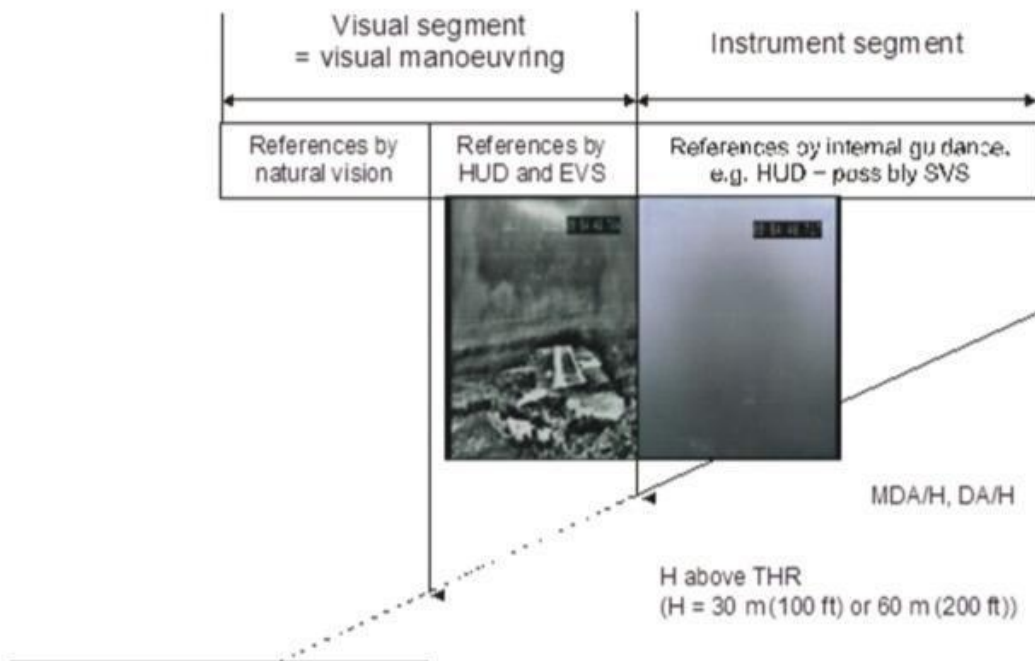 Visual segment
= visual manoeuvring
Instrument segment
References by
natural vision
References by
HUD and EVS
References by internal guidance,
e.g. HUD – possibly SVS
MDA/H, DA/H
H above THR
(H = 30 m (100 ft) or 60 m (200 ft))